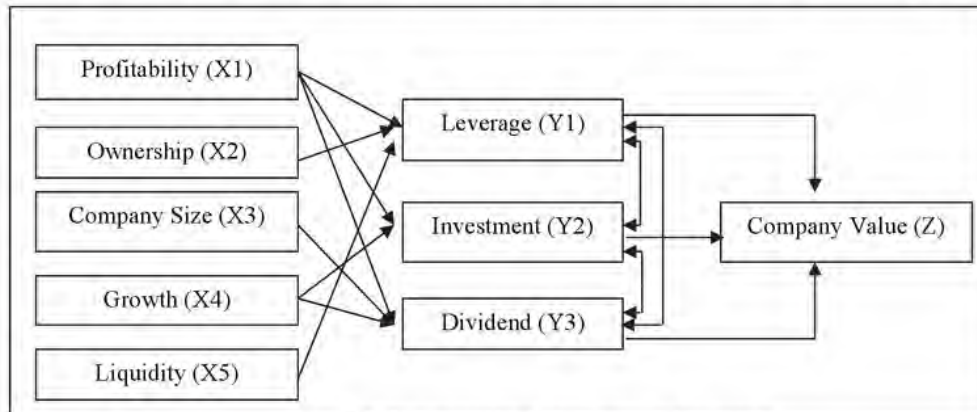 Profitability (X1)
Ownership (X2)
Company Size (X3)
Growth (X4)
Liquidity (X5)
Leverage (Y1)
Investment (Y2)
Dividend (Y3)
Company Value (Z)